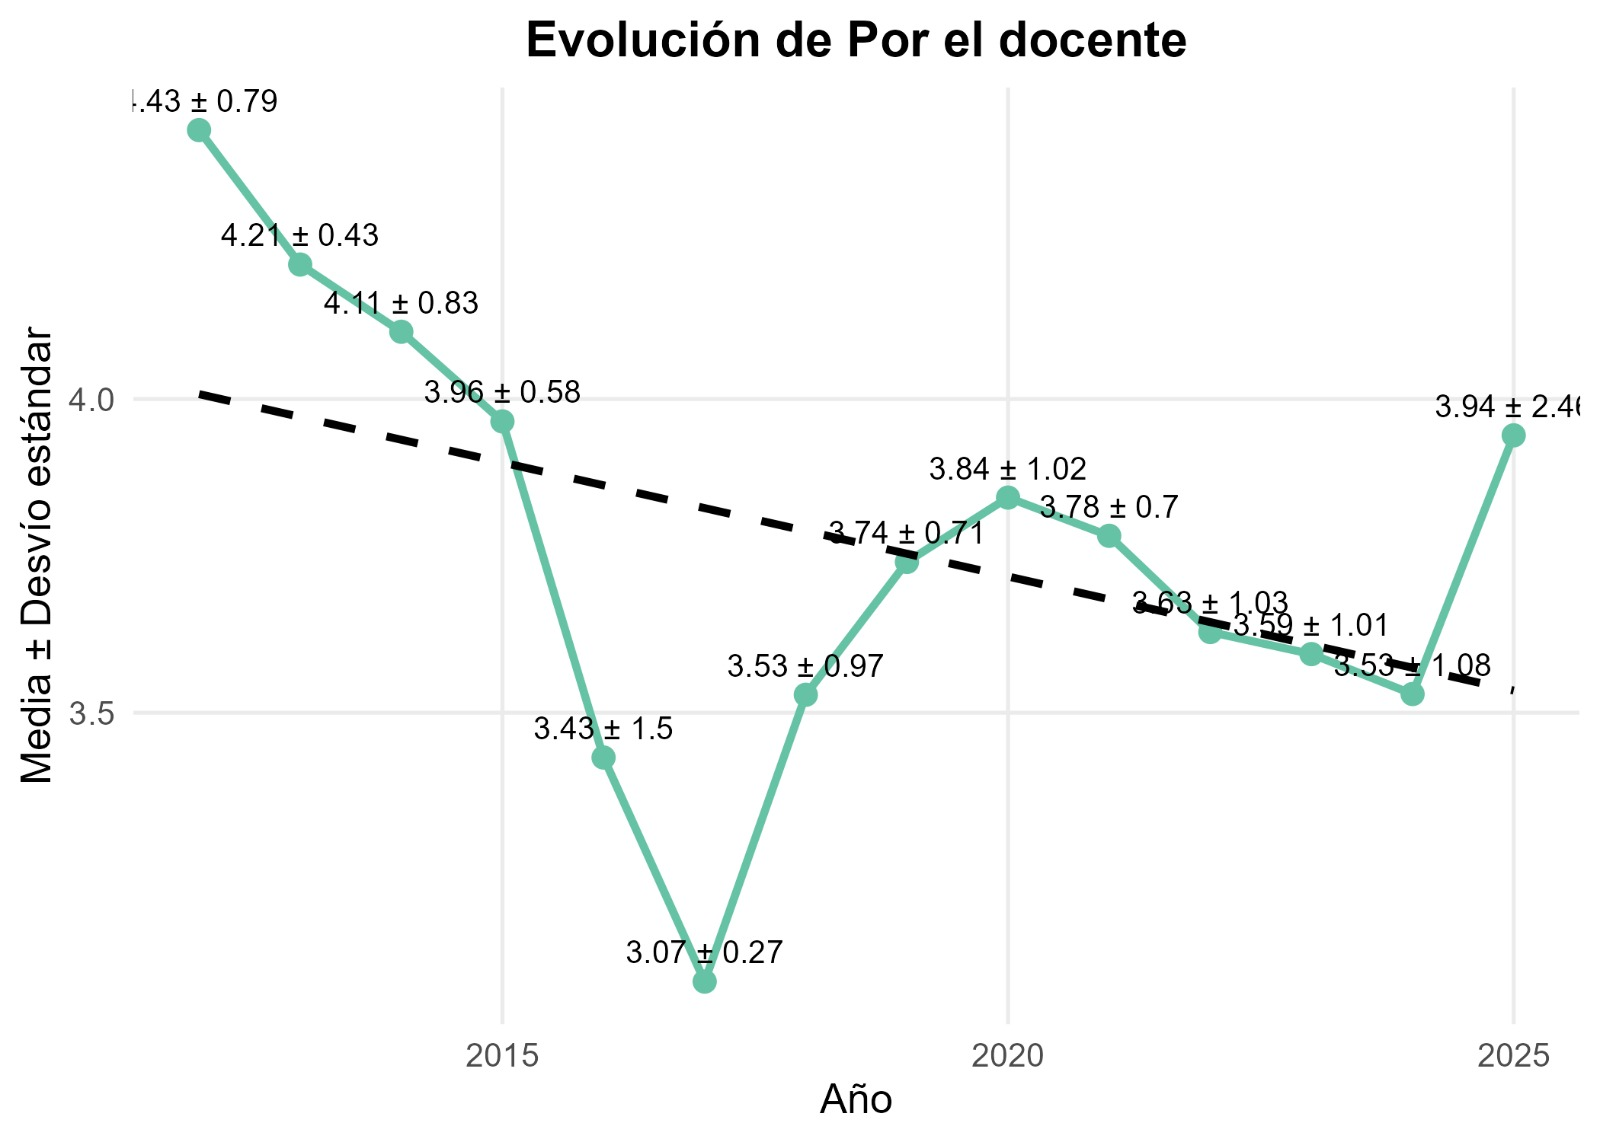 Evolución de Por el docente
.43 ± 0.79
4.21 ± 0.43
4.11 ± 0.83
3.96 ± 0.58
3.43 ± 1.5
3.07 ± 0.27
3.53 ± 0.97
3.74 ± 0.71
3.84 ± 1.02
3.78 ± 0.7
3.63 ± 1.03
3.59 ± 1.01
3.53 ± 1.08
3.94 ± 2.46
Media ± Desvío estándar
4.0
3.5
2015
2020
2025
Año